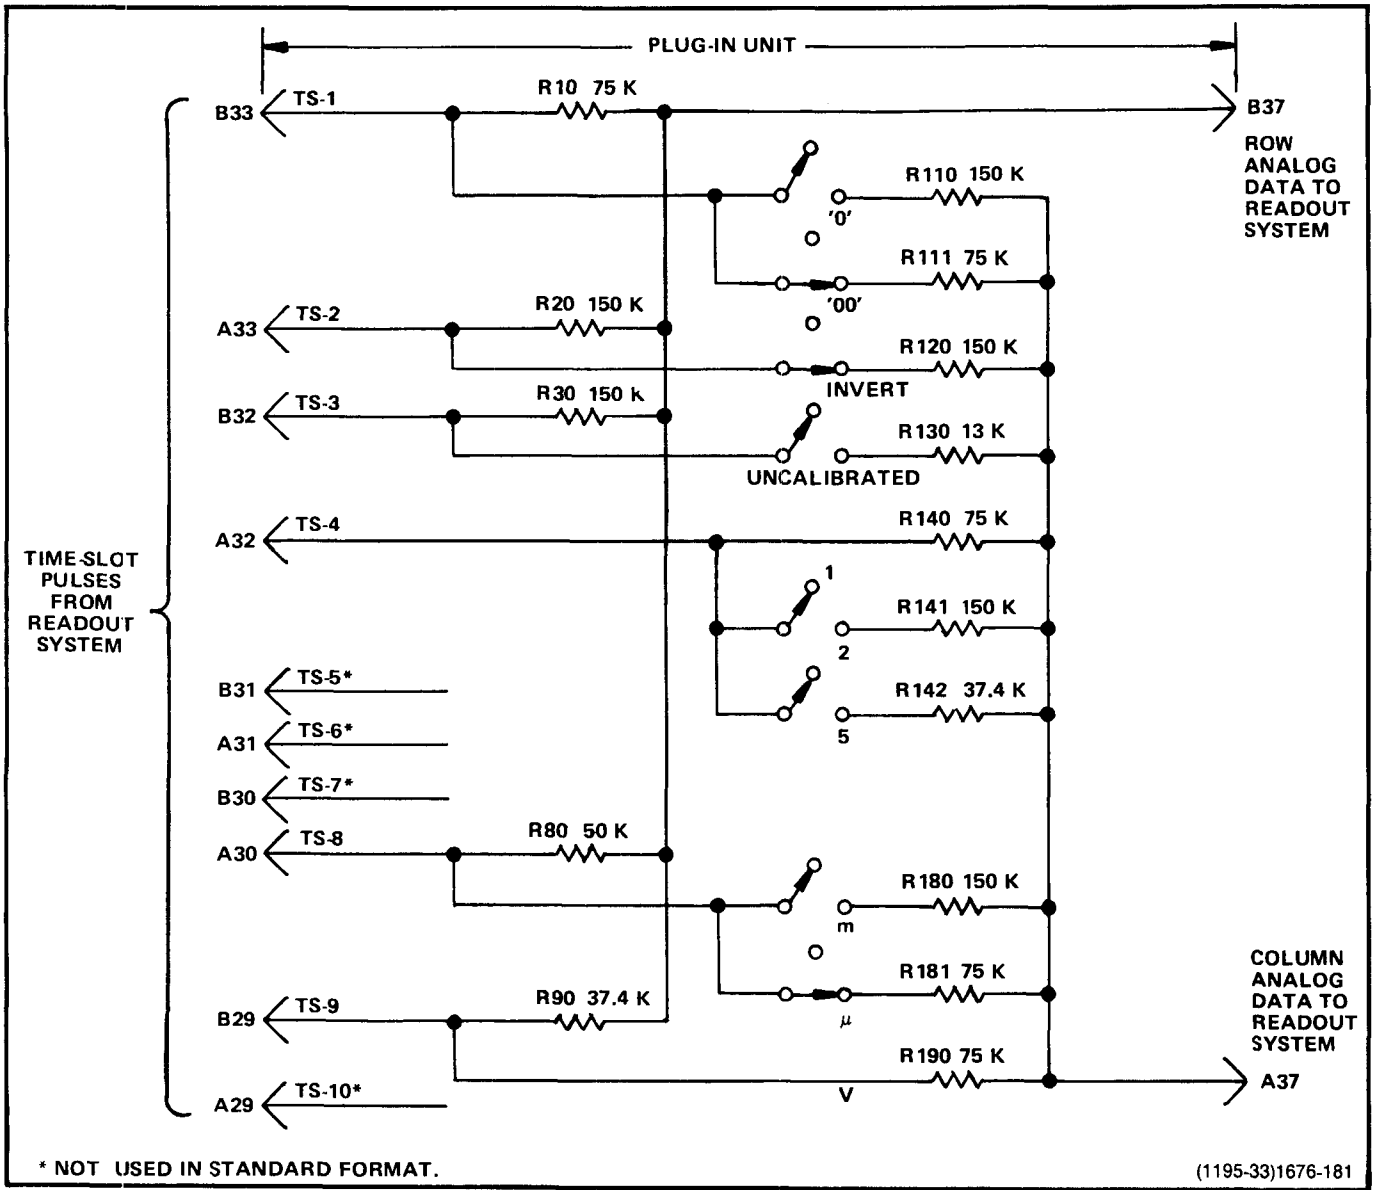 PLUG-IN UNIT
B33 TS-1 R10 75 K B37
ROW
ANALOG
DATA TO
READOUT
SYSTEM
R110 150 K
'0'
R111 75 K
'00'
A33 TS-2 R20 150 K
R120 150 K
INVERT
B32 TS-3 R30 150 K
R130 13 K
UNCALIBRATED
A32 TS-4 R140 75 K
TIME-SLOT
PULSES
FROM
READOUT
SYSTEM
1
R141 150 K
2
R142 37.4 K
5
B31 TS-5*
A31 TS-6*
B30 TS-7*
A30 TS-8 R80 50 K
R180 150 K
m
R181 75 K
μ
B29 TS-9 R90 37.4 K
COLUMN
ANALOG
DATA TO
READOUT
SYSTEM
R190 75 K
V
A37
A29 TS-10*
* NOT USED IN STANDARD FORMAT.
(1195-33)1676-181